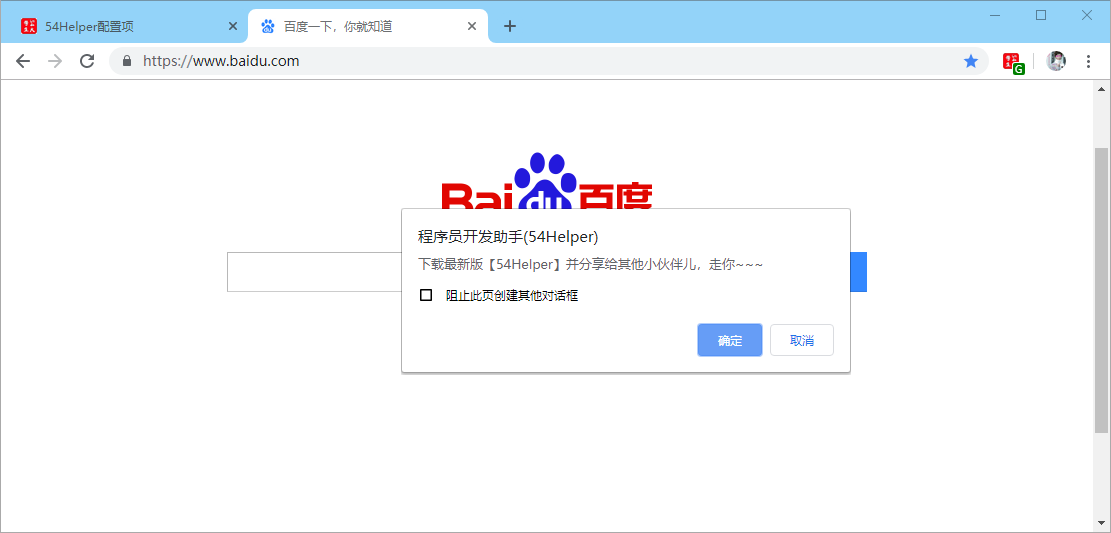 54Helper配置项
百度一下，你就知道
https://www.baidu.com
G
Bai du 百度
程序员开发助手(54Helper)
下载最新版【54Helper】并分享给其他小伙伴儿，走你~~~
阻止此页创建其他对话框
确定
取消